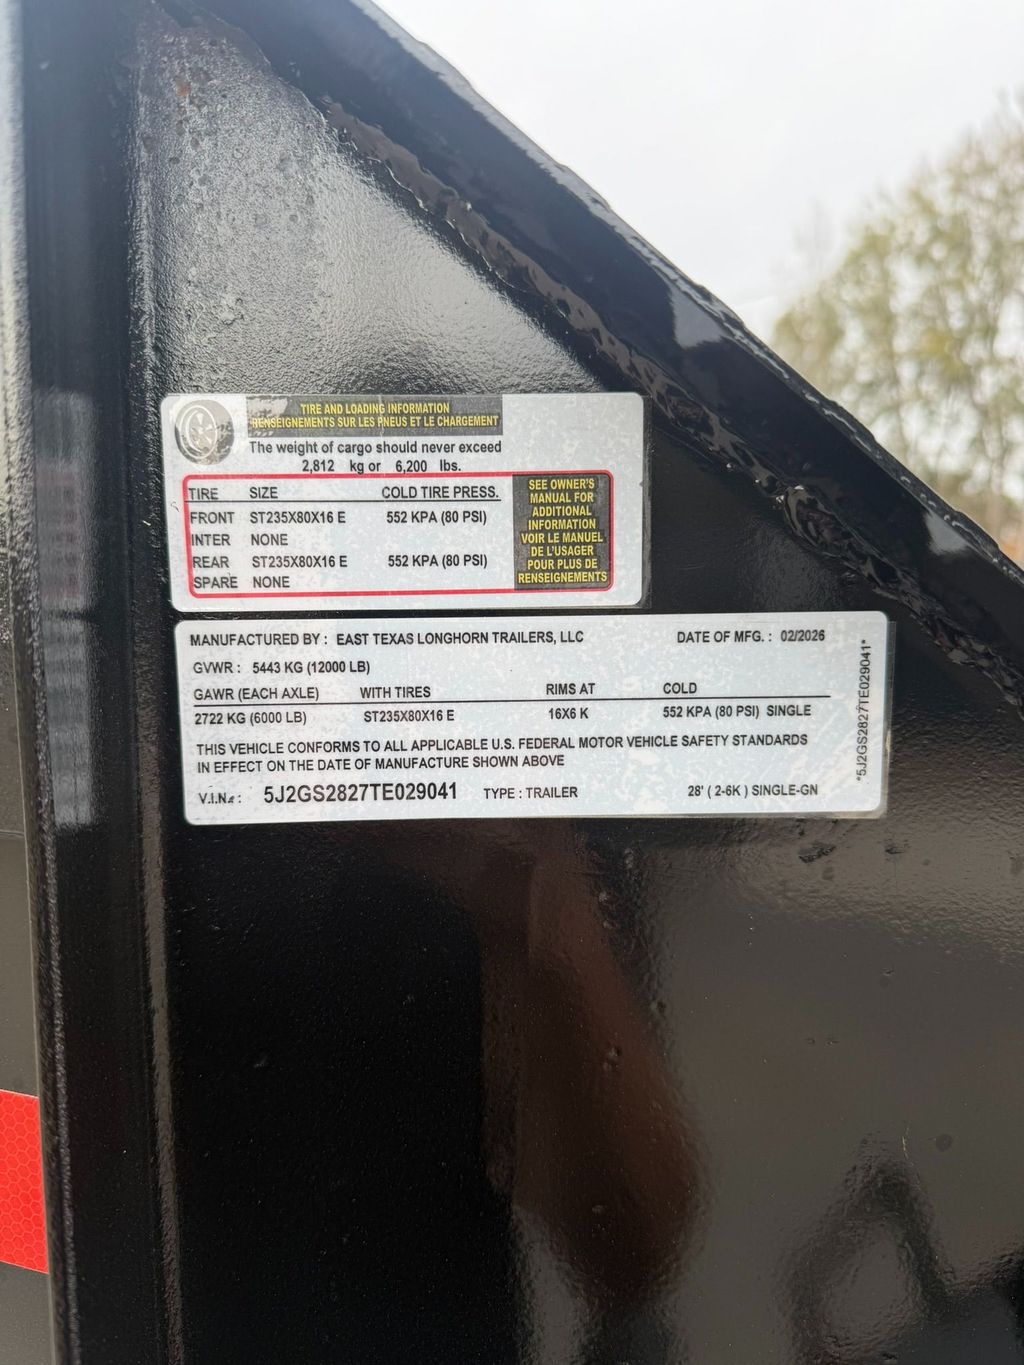 TIRE AND LOADING INFORMATION
RENSEIGNEMENTS SUR LES PNEUS ET LE CHARGEMENT
The weight of cargo should never exceed
2,812 kg or 6,200 lbs.
TIRE SIZE COLD TIRE PRESS.
FRONT ST235X80X16 E 552 KPA (80 PSI)
INTER NONE
REAR ST235X80X16 E 552 KPA (80 PSI)
SPARE NONE
SEE OWNER'S
MANUAL FOR
ADDITIONAL
INFORMATION
VOIR LE MANUEL
DE L'USAGER
POUR PLUS DE
RENSEIGNEMENTS
MANUFACTURED BY : EAST TEXAS LONGHORN TRAILERS, LLC DATE OF MFG. : 02/2026
GVWR : 5443 KG (12000 LB)
GAWR (EACH AXLE) WITH TIRES RIMS AT COLD
2722 KG (6000 LB) ST235X80X16 E 16X6 K 552 KPA (80 PSI) SINGLE
THIS VEHICLE CONFORMS TO ALL APPLICABLE U.S. FEDERAL MOTOR VEHICLE SAFETY STANDARDS
IN EFFECT ON THE DATE OF MANUFACTURE SHOWN ABOVE
V.I.N.: 5J2GS2827TE029041 TYPE : TRAILER 28' ( 2-6K ) SINGLE-GN
*5J2GS2827TE029041*